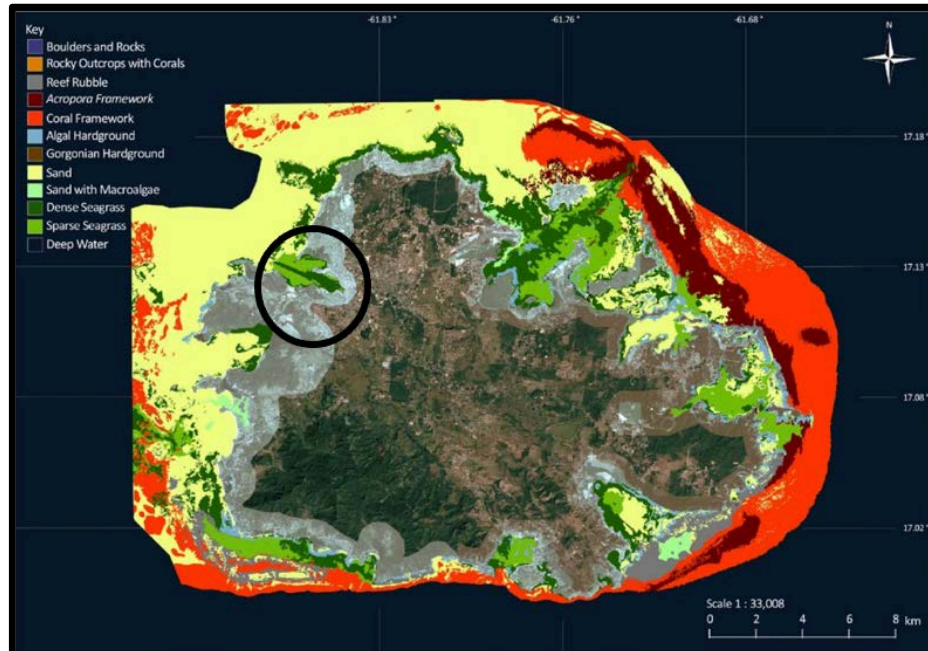 -61.83 °
-61.76 °
-61.68 °
Key
Boulders and Rocks
Rocky Outcrops with Corals
Reef Rubble
Acropora Framework
Coral Framework
Algal Hardground
Gorgonian Hardground
Sand
Sand with Macroalgae
Dense Seagrass
Sparse Seagrass
Deep Water
N
17.18 °
17.13 °
17.08 °
17.02 °
Scale 1 : 33,008
0 2 4 6 8 km